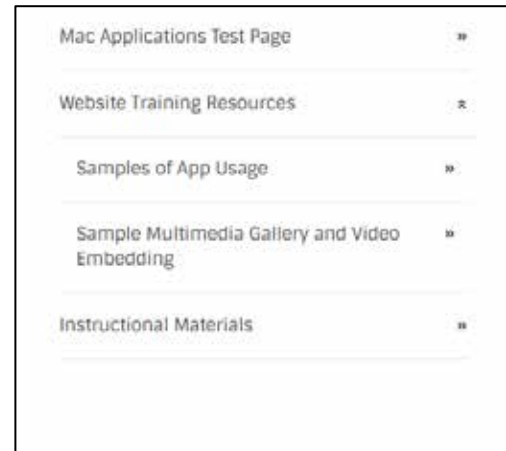 Mac Applications Test Page »
Website Training Resources
Samples of App Usage »
Sample Multimedia Gallery and Video »
Embedding
Instructional Materials »